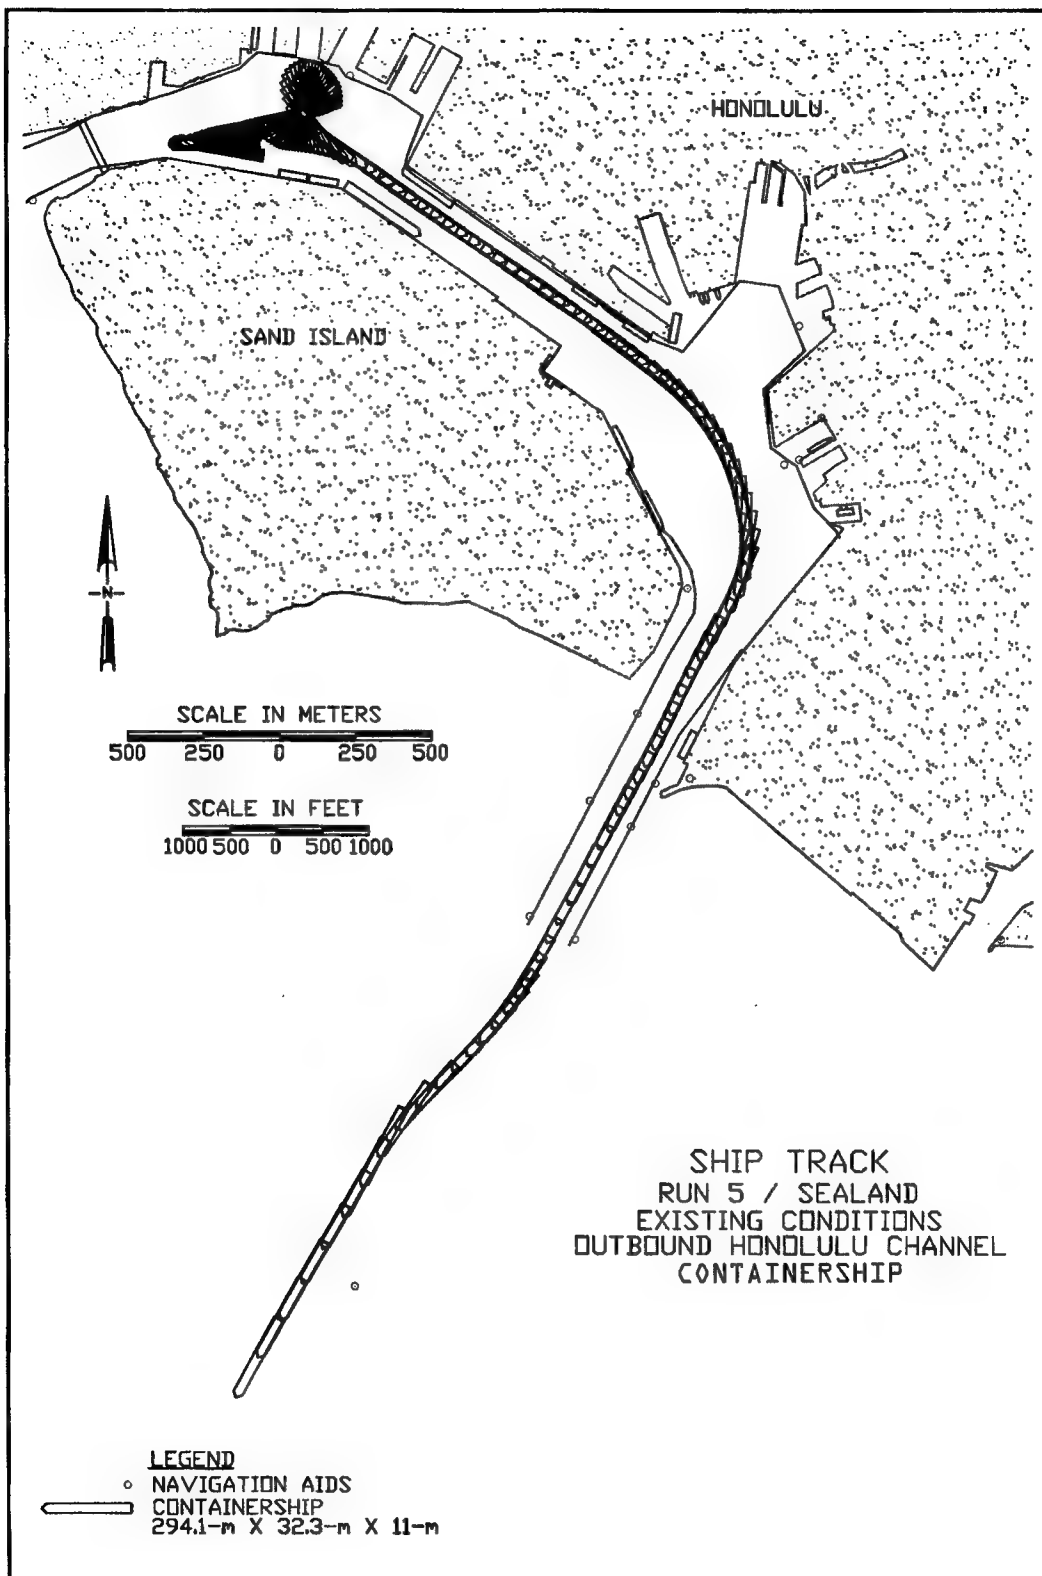 HONOLULU
SAND ISLAND
-N-
SCALE IN METERS
500 250 0 250 500
SCALE IN FEET
1000 500 0 500 1000
SHIP TRACK
RUN 5 / SEALAND
EXISTING CONDITIONS
OUTBOUND HONOLULU CHANNEL
CONTAINERSHIP
LEGEND
NAVIGATION AIDS
CONTAINERSHIP
294.1-m X 32.3-m X 11-m